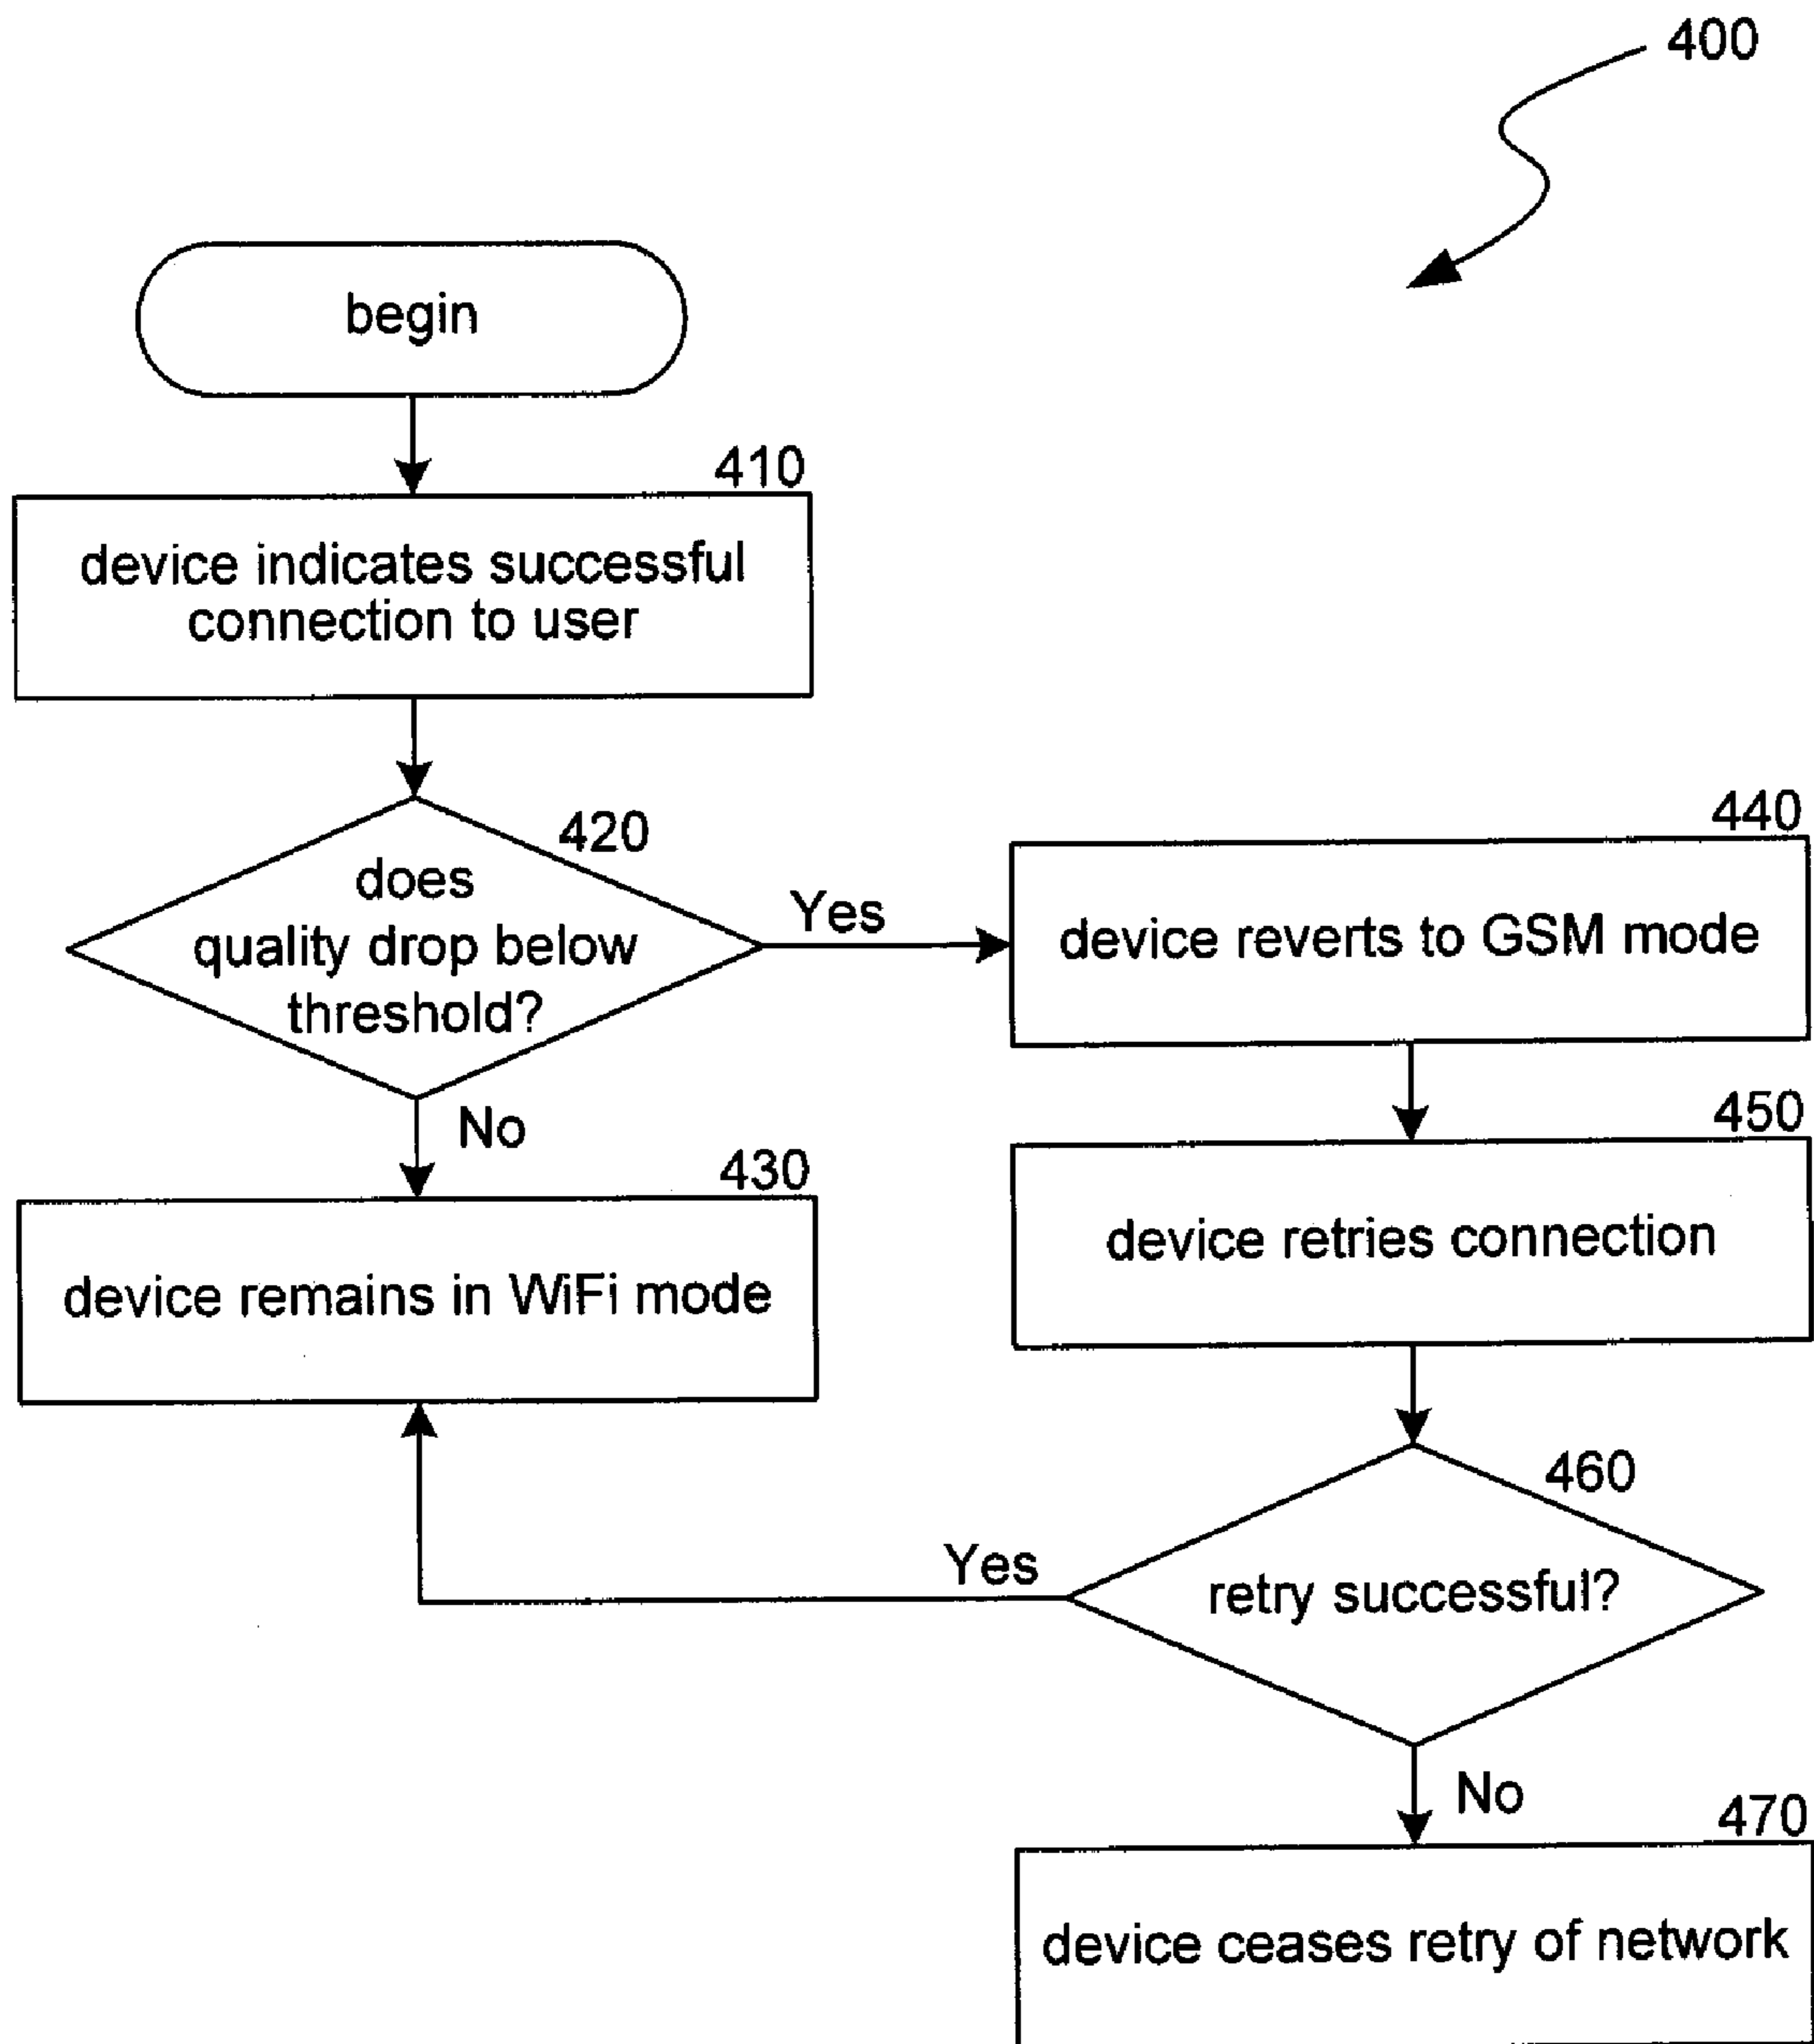 400
begin
410
device indicates successful
connection to user
420
does
quality drop below
threshold?
Yes
No
430
device remains in WiFi mode
440
device reverts to GSM mode
450
device retries connection
460
retry successful?
Yes
No
470
device ceases retry of network